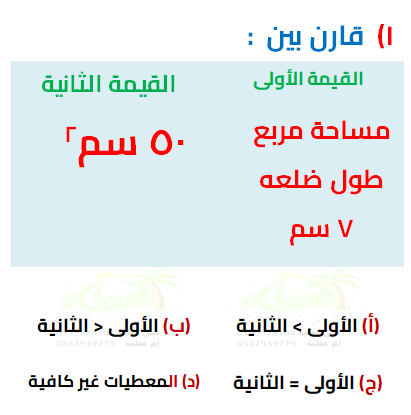 ١) قارن بين :
القيمة الأولى
القيمة الثانية
مساحة مربع
طول ضلعه
٧ سم
٥٠ سم٢
(أ) الأولى > الثانية
(ب) الأولى < الثانية
(ج) الأولى = الثانية
(د) المعطيات غير كافية
أم عطية
0552939779
أم عطية
0552939779